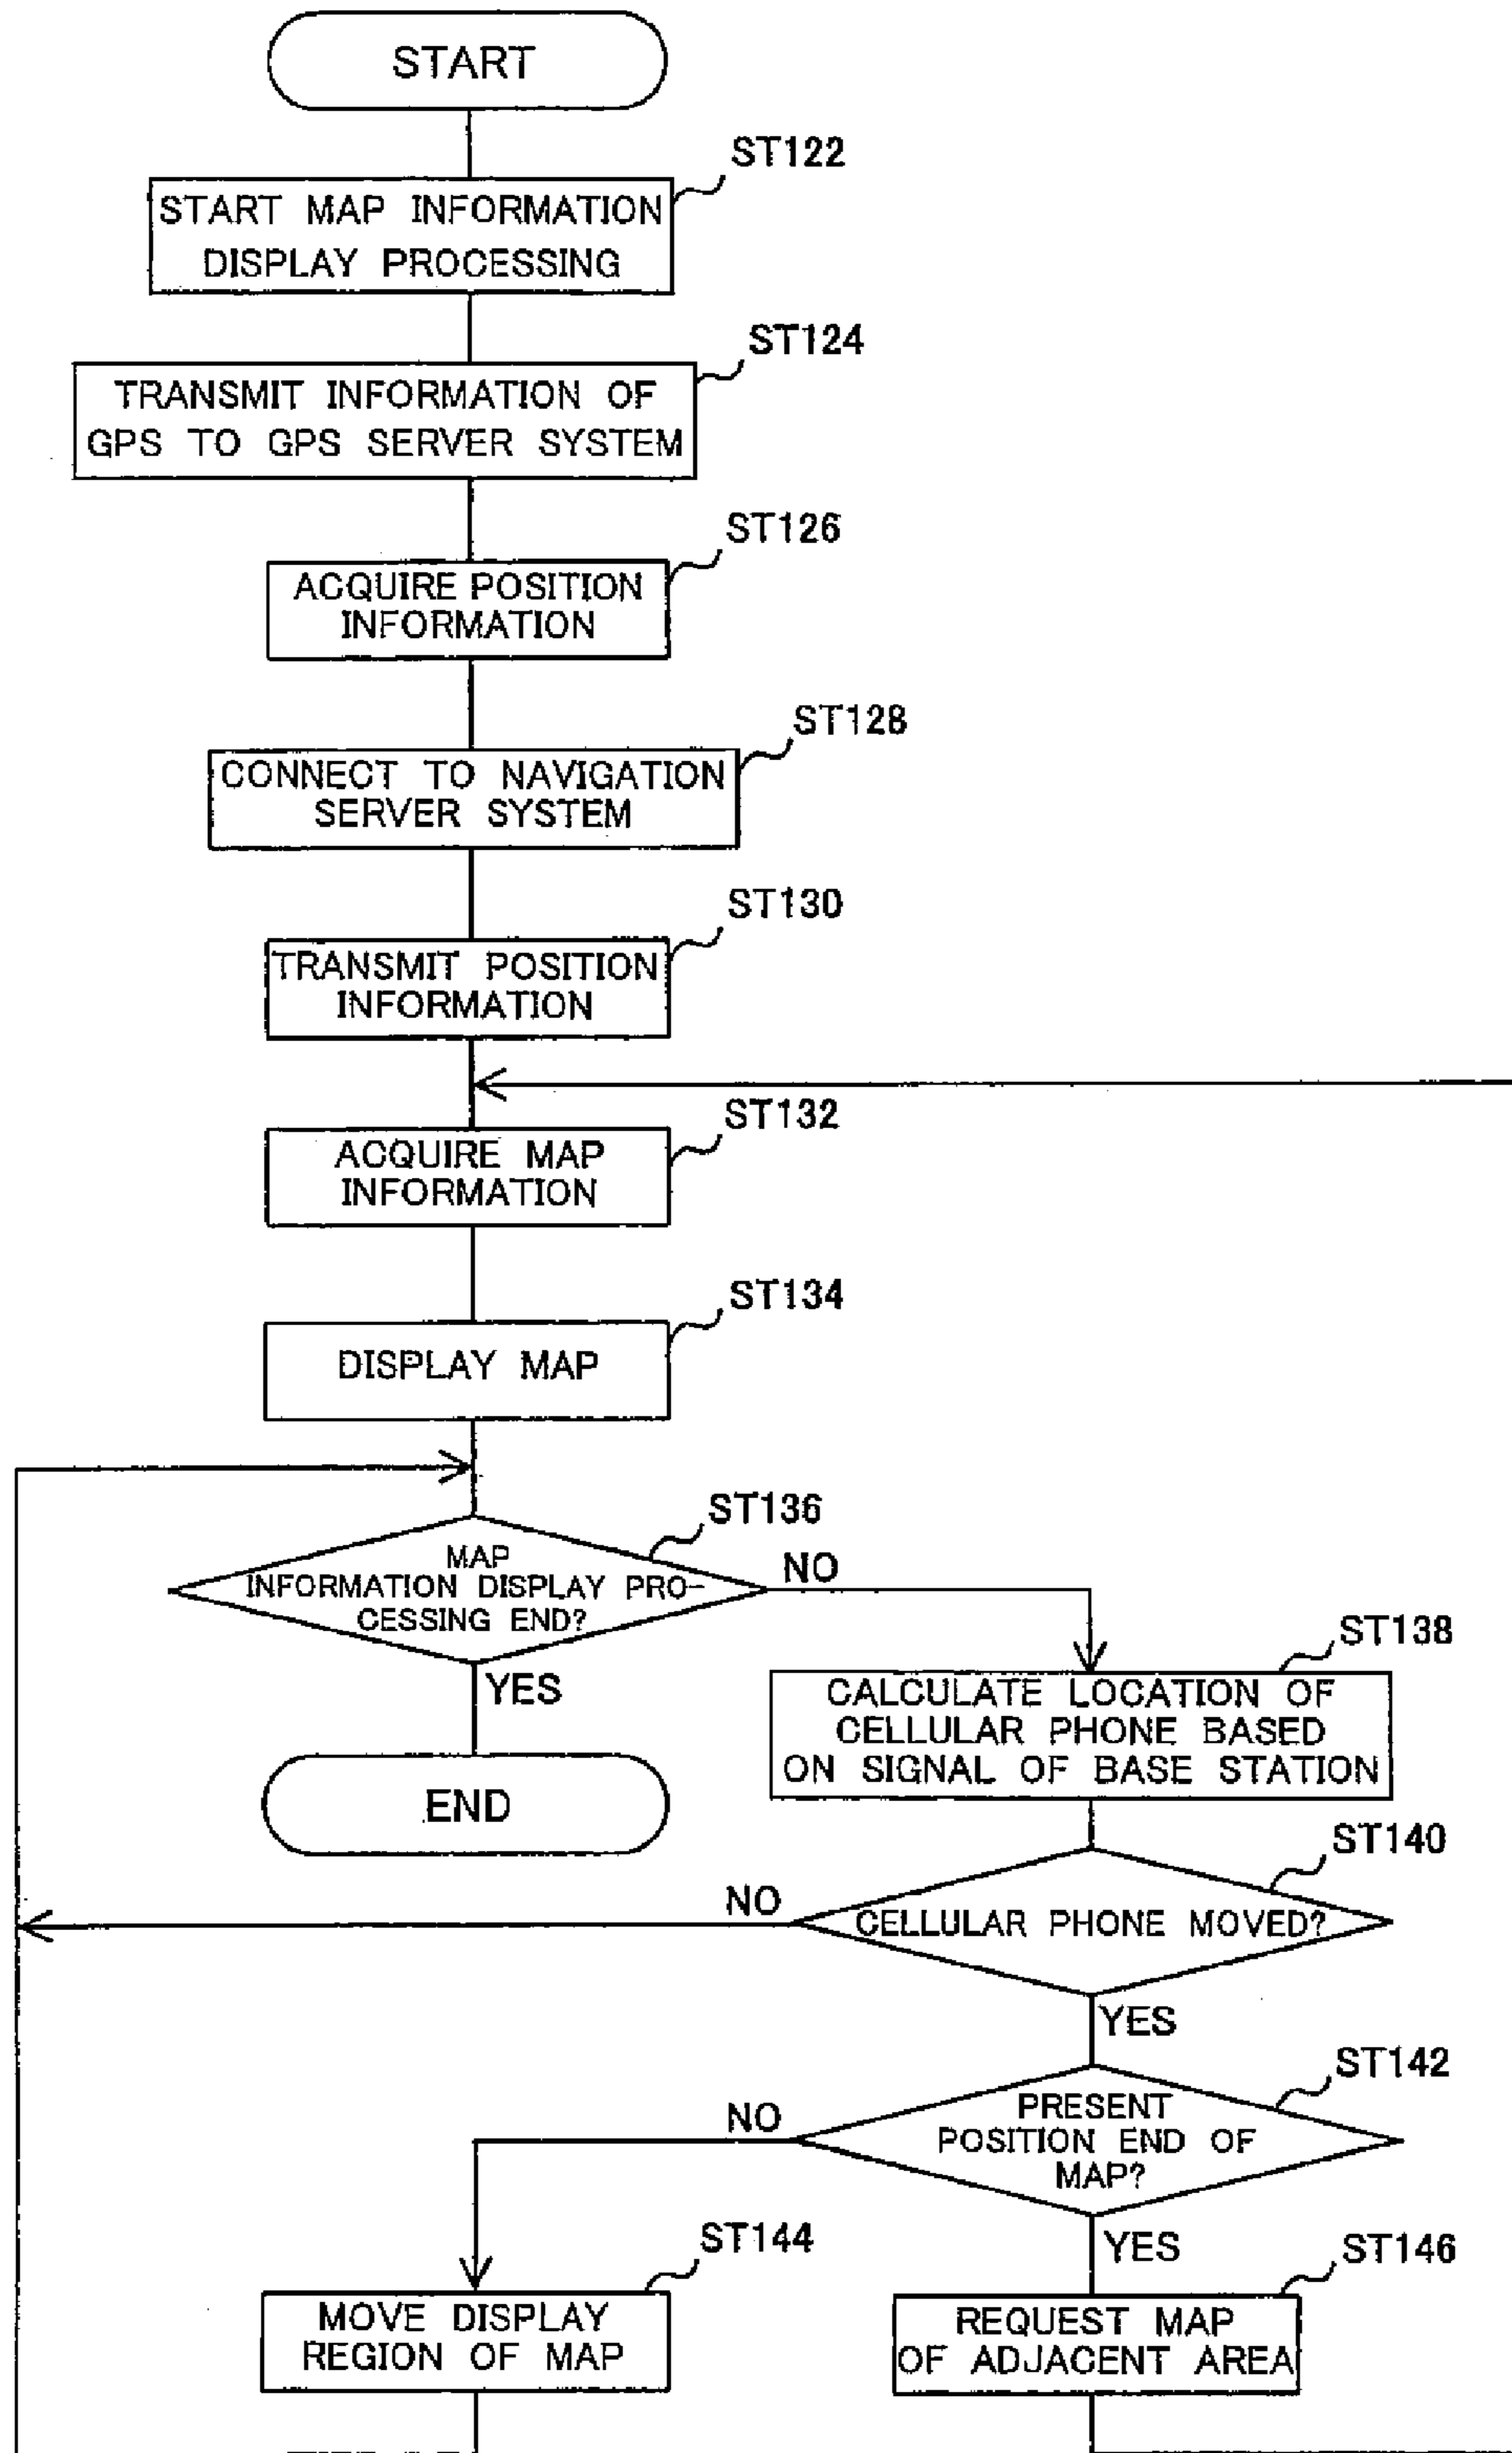 START
ST122
START MAP INFORMATION
DISPLAY PROCESSING
ST124
TRANSMIT INFORMATION OF
GPS TO GPS SERVER SYSTEM
ST126
ACQUIRE POSITION
INFORMATION
ST128
CONNECT TO NAVIGATION
SERVER SYSTEM
ST130
TRANSMIT POSITION
INFORMATION
ST132
ACQUIRE MAP
INFORMATION
ST134
DISPLAY MAP
ST136
MAP
INFORMATION DISPLAY PRO-
CESSING END?
NO
YES
END
ST138
CALCULATE LOCATION OF
CELLULAR PHONE BASED
ON SIGNAL OF BASE STATION
ST140
NO
CELLULAR PHONE MOVED?
YES
ST142
NO
PRESENT
POSITION END OF
MAP?
YES
ST144
MOVE DISPLAY
REGION OF MAP
ST146
REQUEST MAP
OF ADJACENT AREA